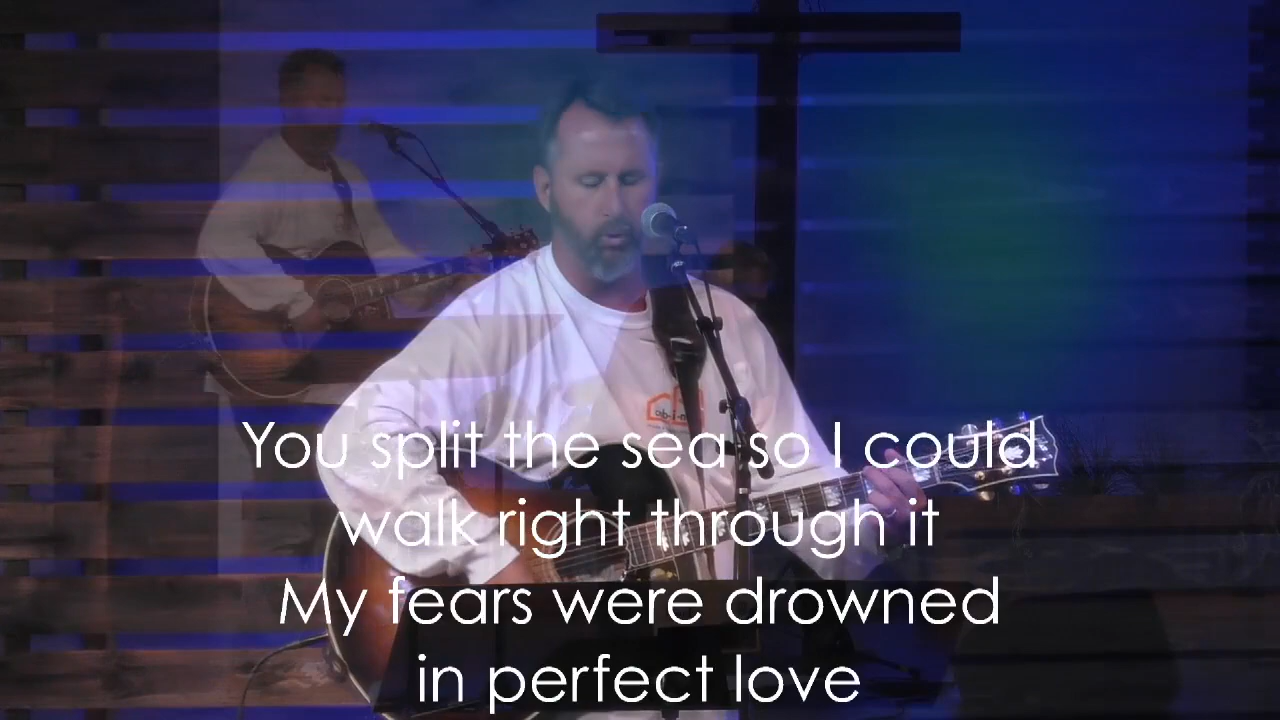 You split the sea so I could
walk right through it
My fears were drowned
in perfect love